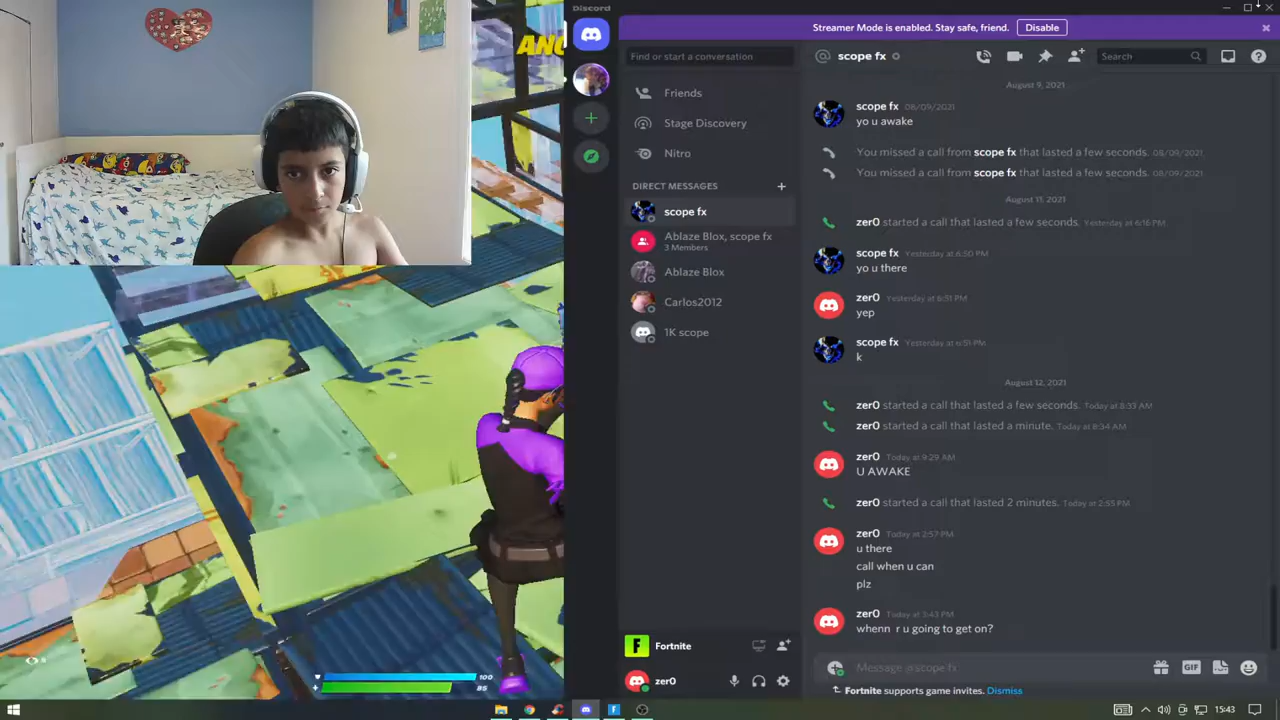 Discord
Streamer Mode is enabled. Stay safe, friend.
Disable
Find or start a conversation
scope fx
Search
Friends
Stage Discovery
Nitro
DIRECT MESSAGES
scope fx
Ablaze Blox, scope fx
3 Members
Ablaze Blox
Carlos2012
1K scope
August 9, 2021
scope fx 08/09/2021
yo u awake
You missed a call from scope fx that lasted a few seconds. 08/09/2021
You missed a call from scope fx that lasted a few seconds. 08/09/2021
August 11, 2021
zer0 started a call that lasted a few seconds. Yesterday at 6:16 PM
scope fx Yesterday at 6:50 PM
yo u there
zer0 Yesterday at 6:51 PM
yep
scope fx Yesterday at 6:51 PM
k
August 12, 2021
zer0 started a call that lasted a few seconds. Today at 8:33 AM
zer0 started a call that lasted a minute. Today at 8:34 AM
zer0 Today at 9:29 AM
U AWAKE
zer0 started a call that lasted 2 minutes. Today at 2:55 PM
zer0 Today at 2:57 PM
u there
call when u can
plz
zer0 Today at 3:43 PM
whenn r u going to get on?
Message @scope fx
GIF
Fortnite supports game invites. Dismiss
Fortnite
zer0
100
85
15:43